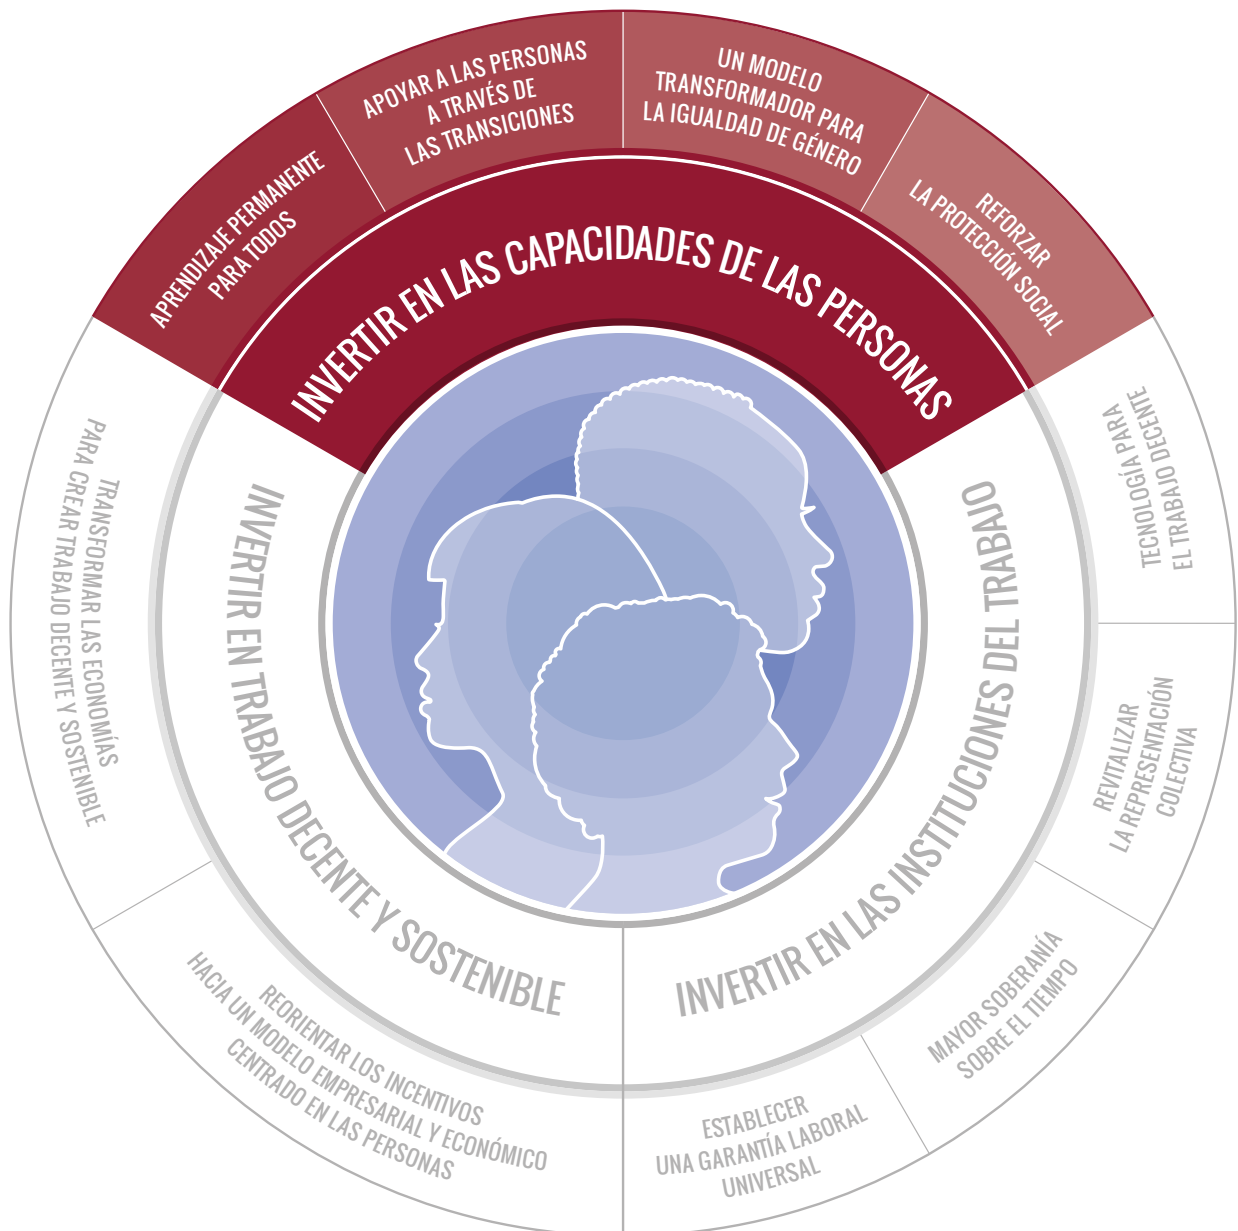 INVERTIR EN LAS CAPACIDADES DE LAS PERSONAS
APRENDIZAJE PERMANENTE
PARA TODOS
APOYAR A LAS PERSONAS
A TRAVÉS DE
LAS TRANSICIONES
UN MODELO
TRANSFORMADOR PARA
LA IGUALDAD DE GÉNERO
REFORZAR
LA PROTECCIÓN SOCIAL
INVERTIR EN LAS INSTITUCIONES DEL TRABAJO
TECNOLOGÍA PARA
EL TRABAJO DECENTE
REVITALIZAR
LA REPRESENTACIÓN
COLECTIVA
MAYOR SOBERANÍA
SOBRE EL TIEMPO
ESTABLECER
UNA GARANTÍA LABORAL
UNIVERSAL
INVERTIR EN TRABAJO DECENTE Y SOSTENIBLE
REORIENTAR LOS INCENTIVOS
HACIA UN MODELO EMPRESARIAL Y ECONÓMICO
CENTRADO EN LAS PERSONAS
TRANSFORMAR LAS ECONOMÍAS
PARA CREAR TRABAJO DECENTE Y SOSTENIBLE